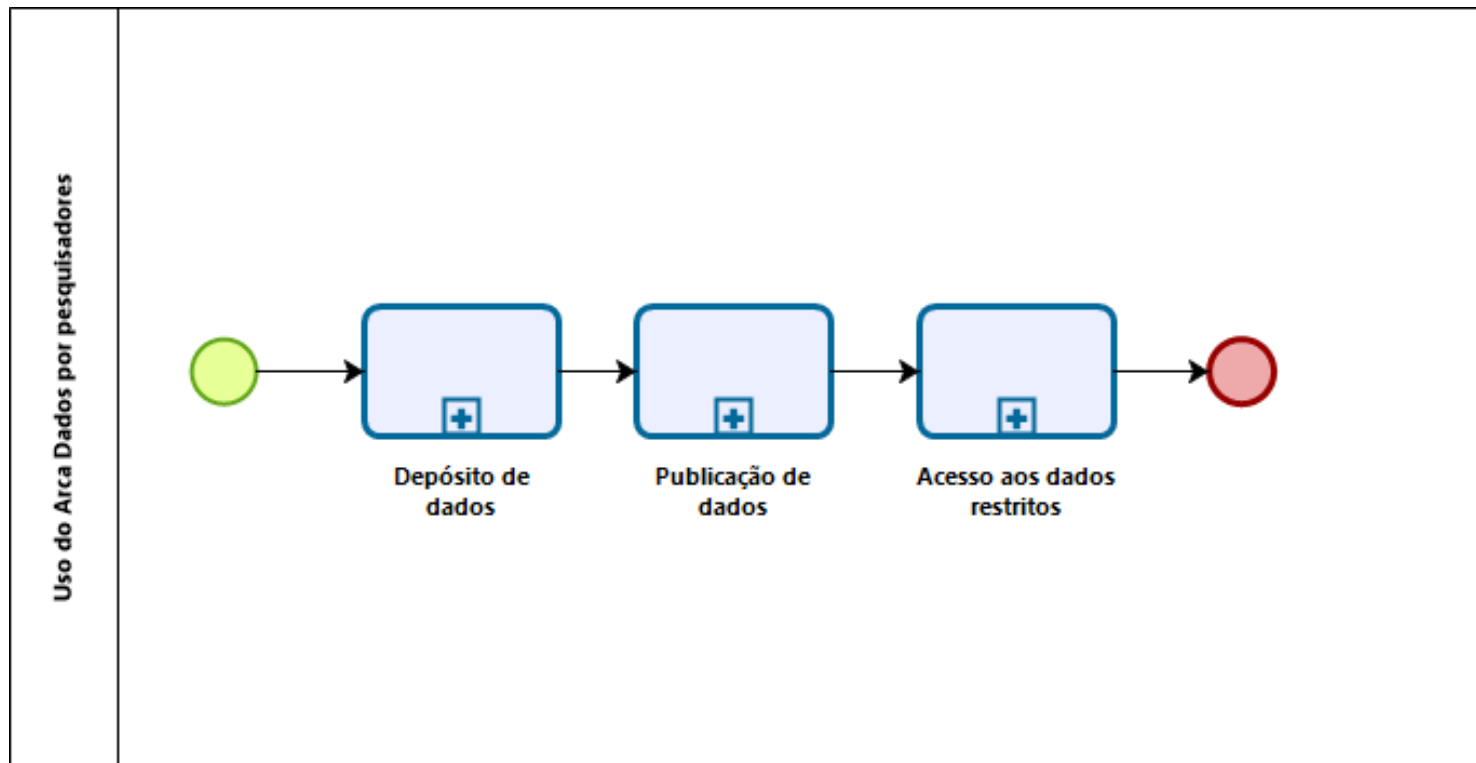 Uso do Arca Dados por pesquisadores
Depósito de
dados
Publicação de
dados
Acesso aos dados
restritos